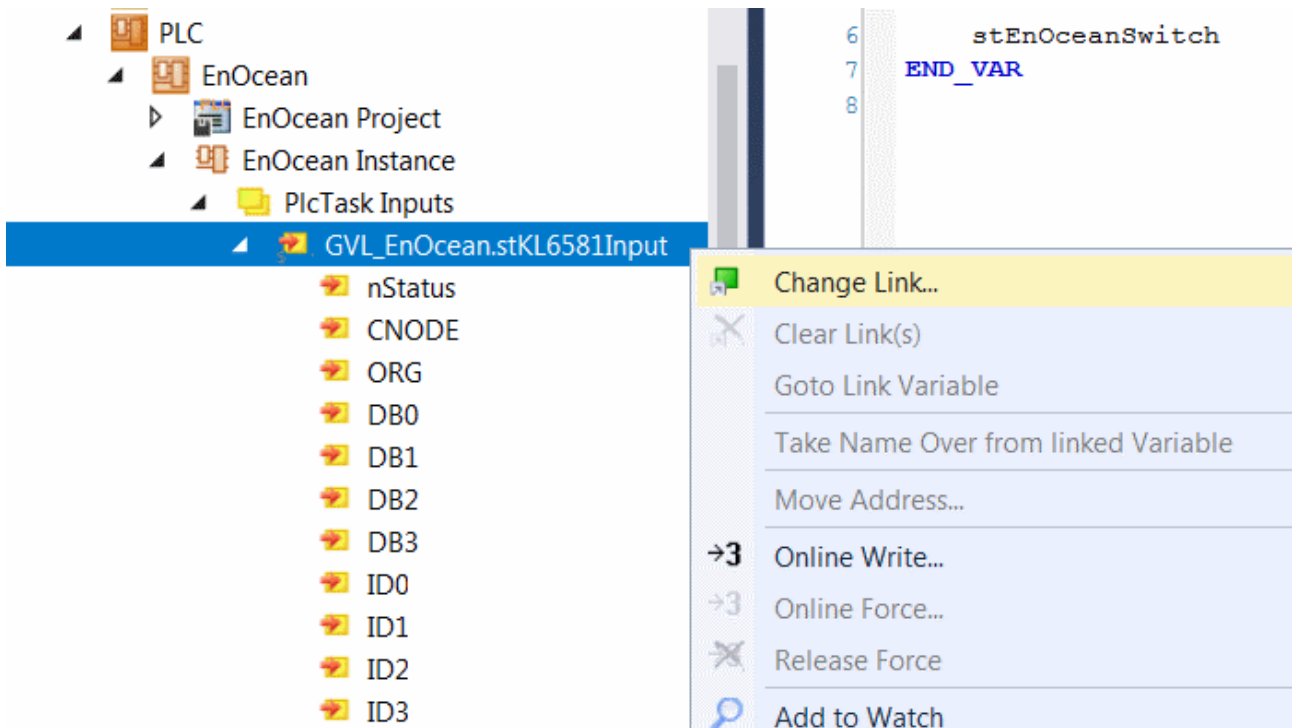 PLC
EnOcean
EnOcean Project
EnOcean Instance
PlcTask Inputs
GVL_EnOcean.stKL6581Input
nStatus
CNODE
ORG
DB0
DB1
DB2
DB3
ID0
ID1
ID2
ID3
6 stEnOceanSwitch
7 END_VAR
8
Change Link...
Clear Link(s)
Goto Link Variable
Take Name Over from linked Variable
Move Address...
→3 Online Write...
→3 Online Force...
Release Force
Add to Watch